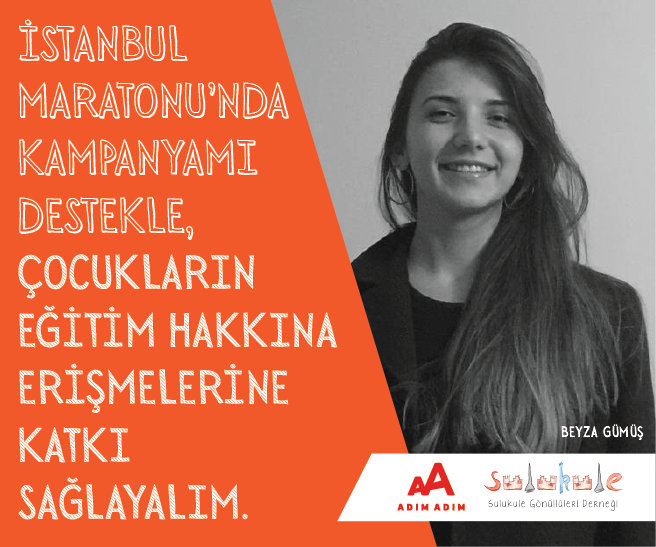 İSTANBUL
MARATONU'NDA
KAMPANYAMI
DESTEKLE,
ÇOCUKLARIN
EĞİTİM HAKKINA
ERİŞMELERİNE
KATKI
SAĞLAYALIM.
BEYZA GÜMÜŞ
AA
ADIM ADIM
sulukule
Sulukule Gönüllüleri Derneği